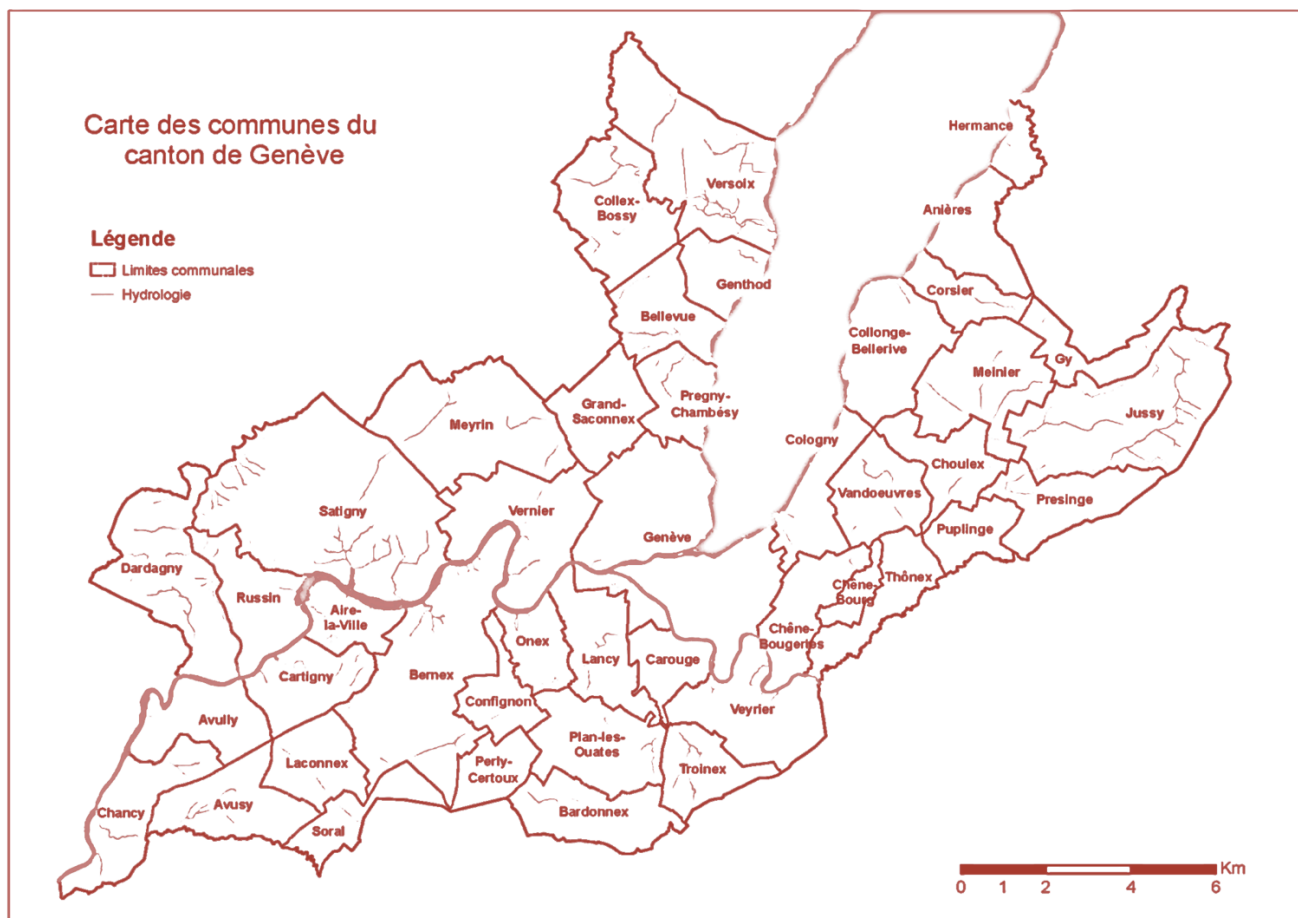 Carte des communes du
canton de Genève
Légende
Limites communales
Hydrologie
Hermance
Versoix
Collex-
Bossy
Anières
Genthod
Corsier
Bellevue
Collonge-
Bellerive
Gy
Meinier
Pregny-
Chambésy
Grand-
Saconnex
Jussy
Meyrin
Cologny
Choulex
Vandoeuvres
Presinge
Satigny
Vernier
Puplinge
Genève
Dardagny
Thônex
Chêne-
Bourg
Russin
Aire-
la-Ville
Chêne-
Bougeries
Onex
Lancy
Carouge
Cartigny
Bernex
Confignon
Veyrier
Avully
Plan-les-
Ouates
Laconnex
Perly-
Certoux
Troinex
Avusy
Chancy
Bardonnex
Soral
Km
0 1 2 4 6